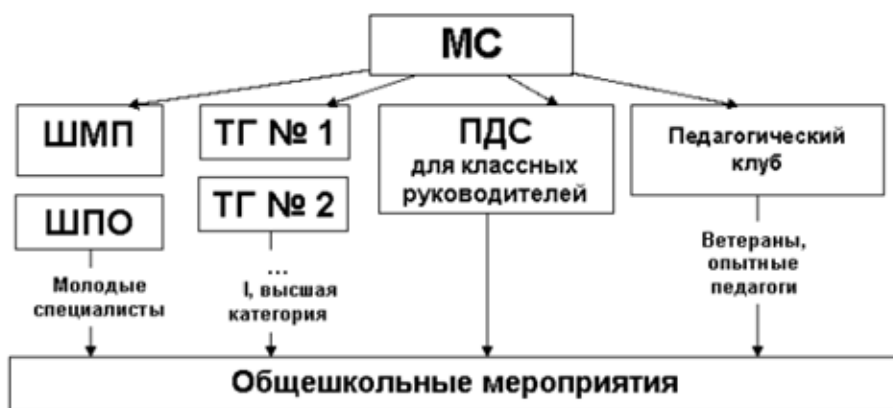 МС
ШМП
ШПО
Молодые
специалисты
ТГ № 1
ТГ № 2
...
I, высшая
категория
ПДС
для классных
руководителей
Педагогический
клуб
Ветераны,
опытные
педагоги
Общешкольные мероприятия